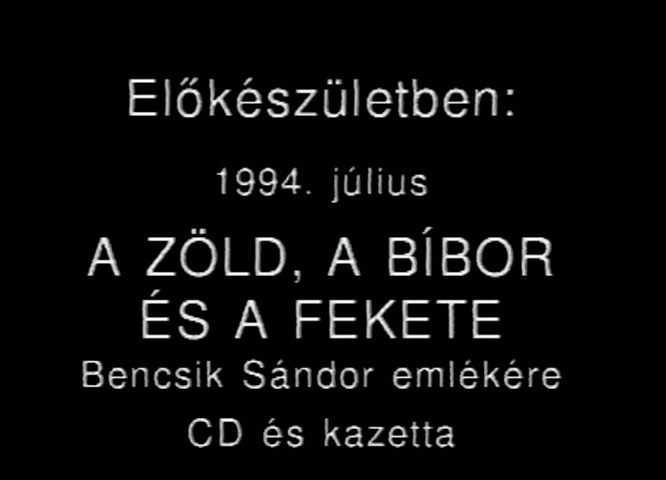 Előkészületben:
1994. július
A ZÖLD, A BÍBOR
ÉS A FEKETE
Bencsik Sándor emlékére
CD és kazetta